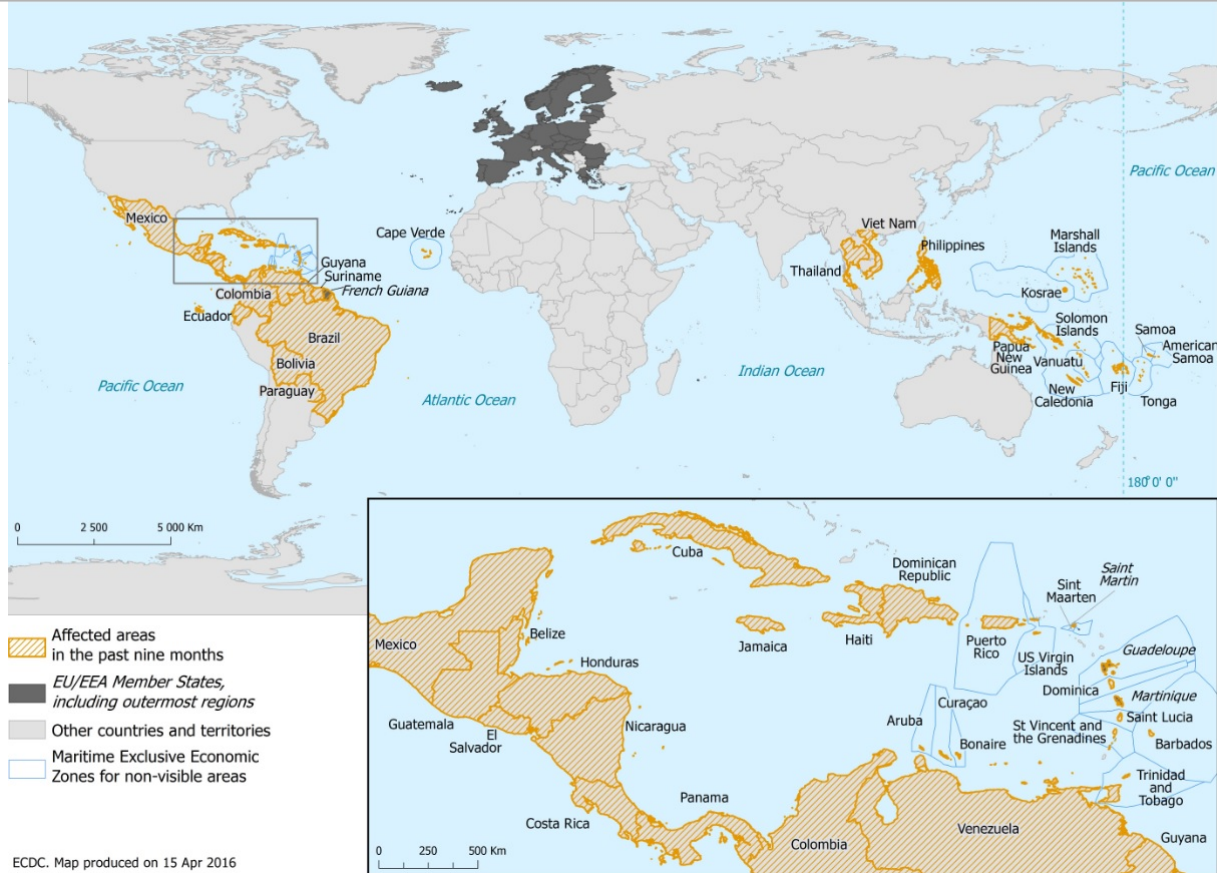 Mexico
Cape Verde
Guyana
Suriname
French Guiana
Colombia
Ecuador
Brazil
Bolivia
Paraguay
Pacific Ocean
Atlantic Ocean
Indian Ocean
Pacific Ocean
Viet Nam
Philippines
Thailand
Marshall
Islands
Kosrae
Solomon
Islands
Samoa
American
Samoa
Papua
New
Guinea
Vanuatu
New
Caledonia
Fiji
Tonga
180°0' 0"
0 2 500 5 000 Km
Affected areas
in the past nine months
EU/EEA Member States,
including outermost regions
Other countries and territories
Maritime Exclusive Economic
Zones for non-visible areas
ECDC. Map produced on 15 Apr 2016
Cuba
Dominican
Republic
Saint
Martin
Sint
Maarten
Mexico
Belize
Jamaica
Haiti
Puerto
Rico
US Virgin
Islands
Guadeloupe
Honduras
Dominica
Martinique
Guatemala
El
Salvador
Nicaragua
Aruba
Curaçao
Bonaire
St Vincent and
the Grenadines
Saint Lucia
Barbados
Trinidad
and
Tobago
Costa Rica
Panama
Colombia
Venezuela
Guyana
0 250 500 Km